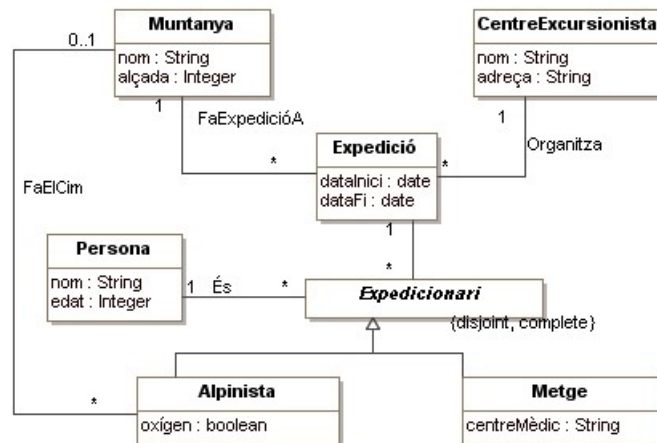 Muntanya
nom : String
alçada : Integer
CentreExcursionista
nom : String
adreça : String
0..1
1
FaExpedicióA
*
1
Organitza
*
Expedició
dataInici : date
dataFi : date
FaElCim
1
*
Persona
nom : String
edat : Integer
1
És
*
Expedicionari
{disjoint, complete}
*
Alpinista
oxígen : boolean
Metge
centreMèdic : String